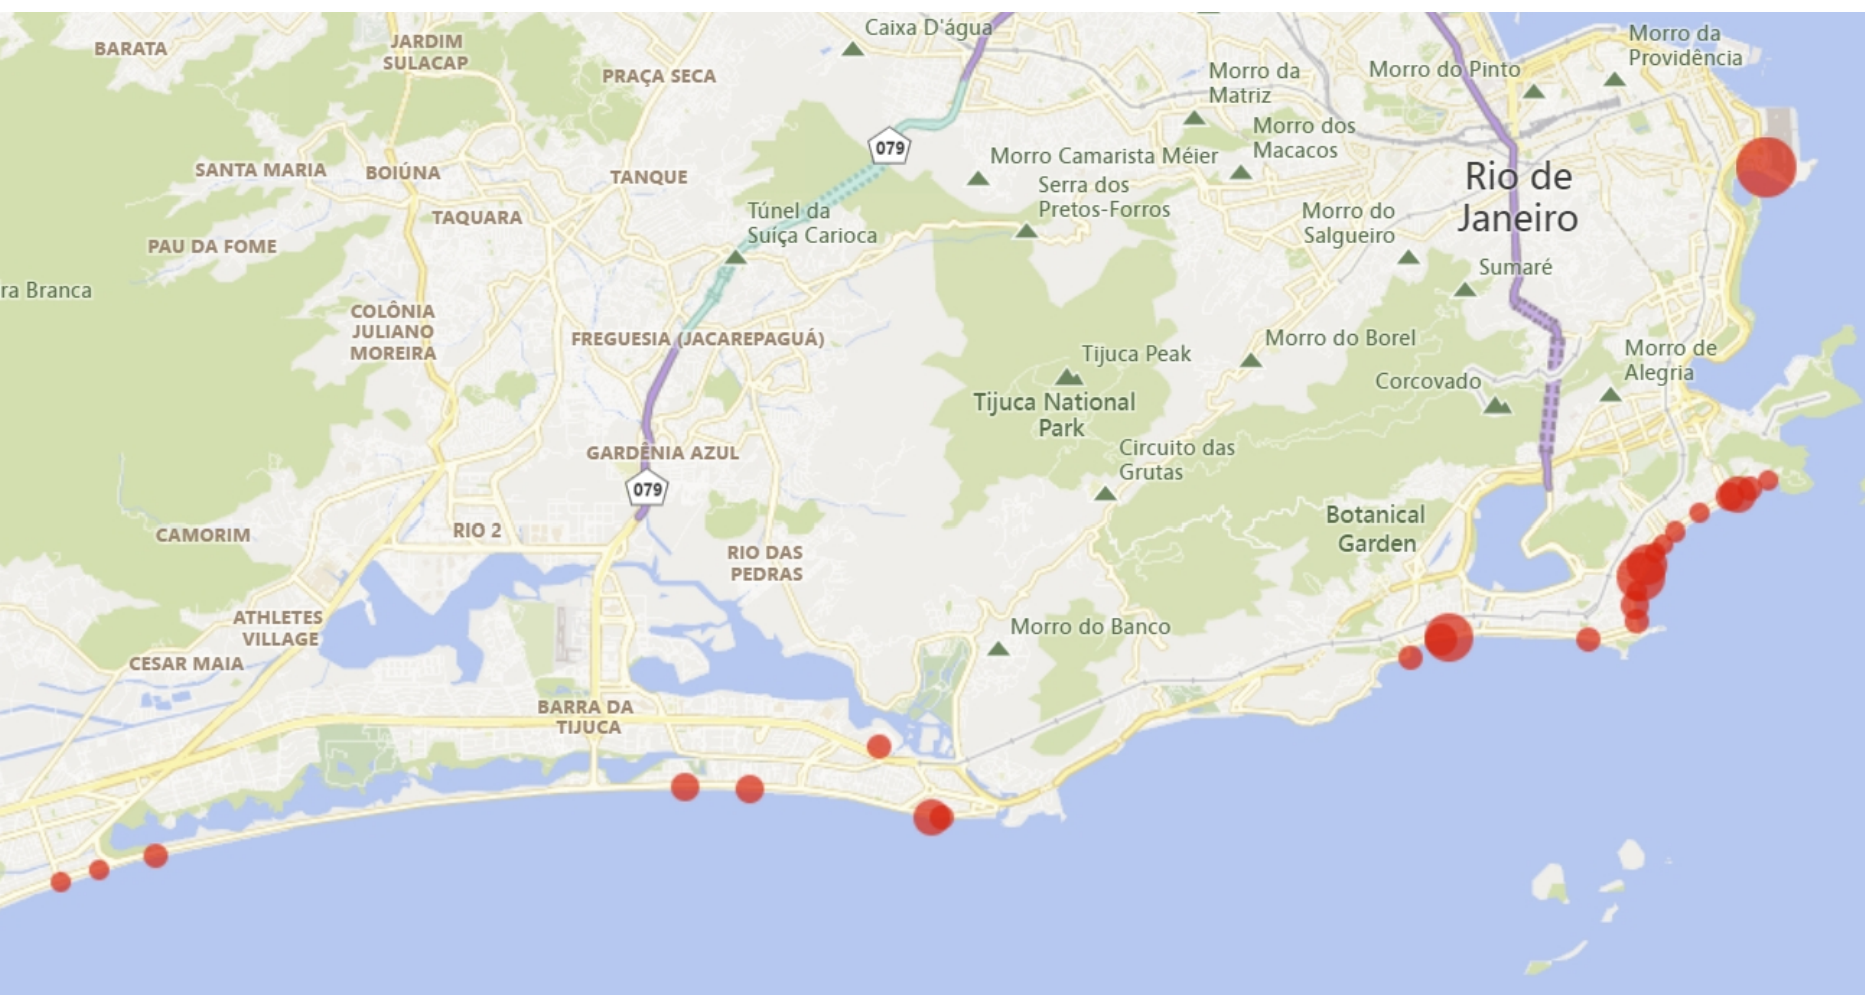 Caixa D'água
BARATA
JARDIM
SULACAP
PRAÇA SECA
Morro da
Providência
Morro do Pinto
Morro da
Matriz
Morro dos
Macacos
079
Morro Camarista Méier
SANTA MARIA
BOIÚNA
TANQUE
Serra dos
Pretos-Forros
Rio de
Janeiro
TAQUARA
Túnel da
Suíça Carioca
Morro do
Salgueiro
PAU DA FOME
Sumaré
ra Branca
COLÔNIA
JULIANO
MOREIRA
FREGUESIA (JACAREPAGUÁ)
Morro do Borel
Morro de
Alegria
Tijuca Peak
Corcovado
Tijuca National
Park
GARDÊNIA AZUL
Circuito das
Grutas
079
CAMORIM
RIO 2
RIO DAS
PEDRAS
Botanical
Garden
ATHLETES
VILLAGE
Morro do Banco
CESAR MAIA
BARRA DA
TIJUCA